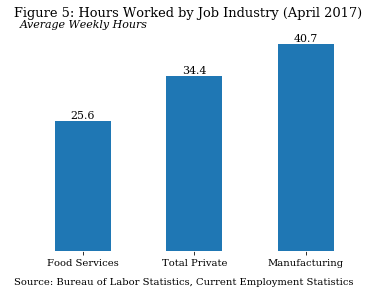 Figure 5: Hours Worked by Job Industry (April 2017)
Average Weekly Hours
40.7
34.4
25.6
Food Services Total Private Manufacturing
Source: Bureau of Labor Statistics, Current Employment Statistics